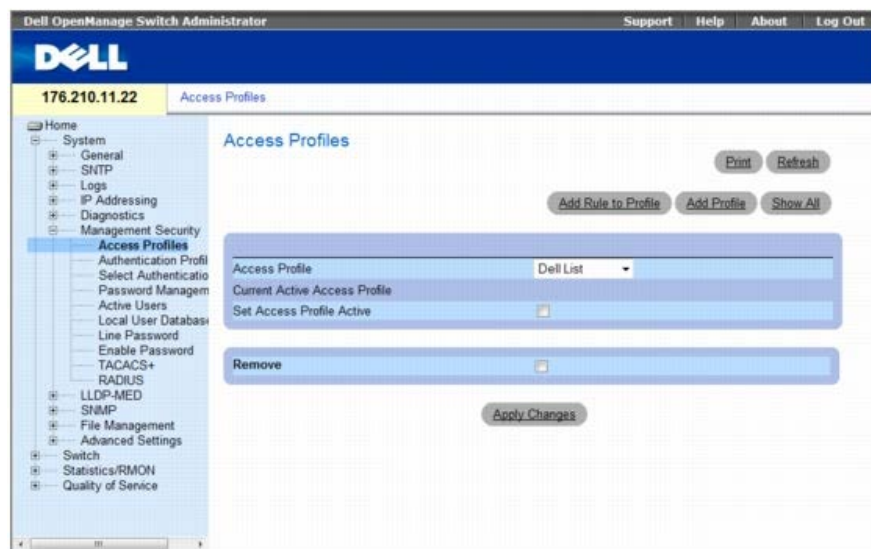 Dell OpenManage Switch Administrator
Support Help About Log Out
DELL
176.210.11.22
Access Profiles
Home
System
General
SNTP
Logs
IP Addressing
Diagnostics
Management Security
Access Profiles
Authentication Profil
Select Authenticatio
Password Managem
Active Users
Local User Databas
Line Password
Enable Password
TACACS+
RADIUS
LLDP-MED
SNMP
File Management
Advanced Settings
Switch
Statistics/RMON
Quality of Service
Access Profiles
Print Refresh
Add Rule to Profile Add Profile Show All
Access Profile Dell List
Current Active Access Profile
Set Access Profile Active
Remove
Apply Changes